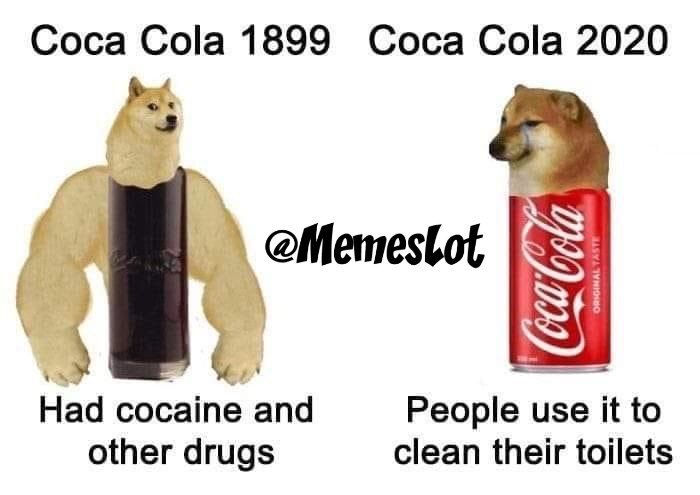 Coca Cola 1899
Coca Cola 2020
@MemesLot
Coca-Cola
ORIGINAL TASTE
Had cocaine and
other drugs
People use it to
clean their toilets